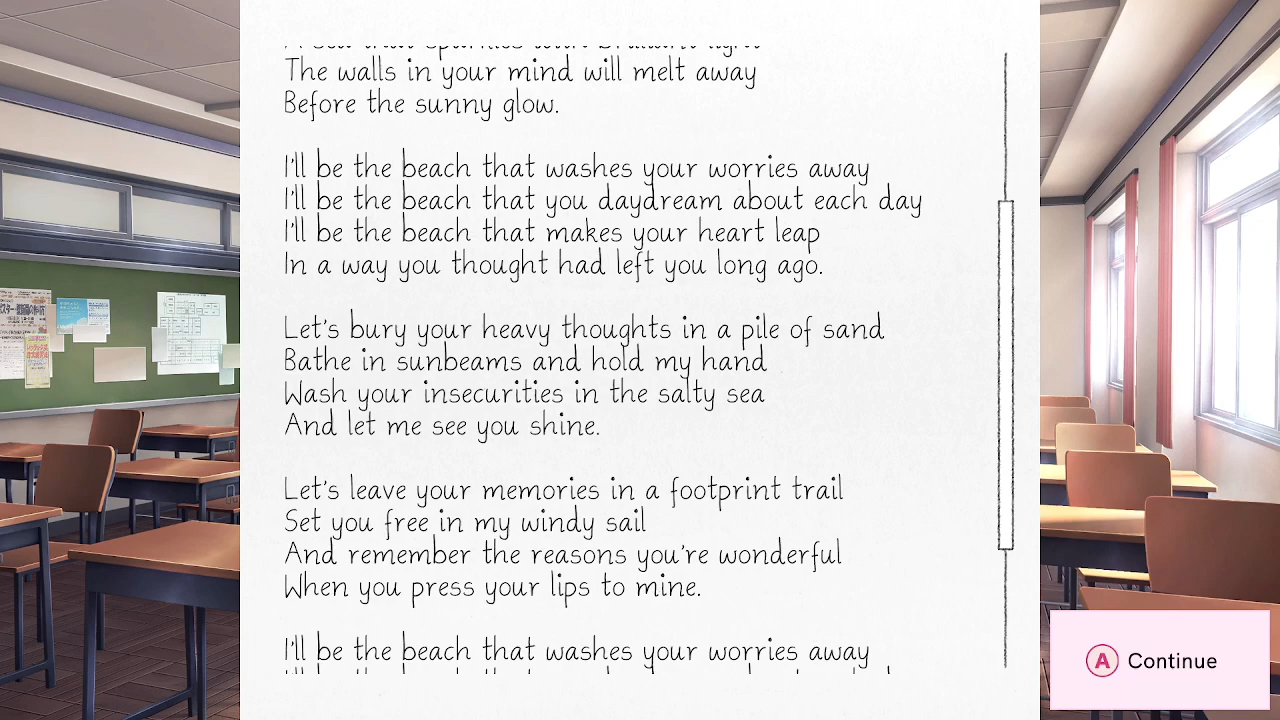 The walls in your mind will melt away
Before the sunny glow.
I'll be the beach that washes your worries away
I'll be the beach that you daydream about each day
I'll be the beach that makes your heart leap
In a way you thought had left you long ago.
Let's bury your heavy thoughts in a pile of sand
Bathe in sunbeams and hold my hand
Wash your insecurities in the salty sea
And let me see you shine.
Let's leave your memories in a footprint trail
Set you free in my windy sail
And remember the reasons you're wonderful
When you press your lips to mine.
I'll be the beach that washes your worries away
A Continue